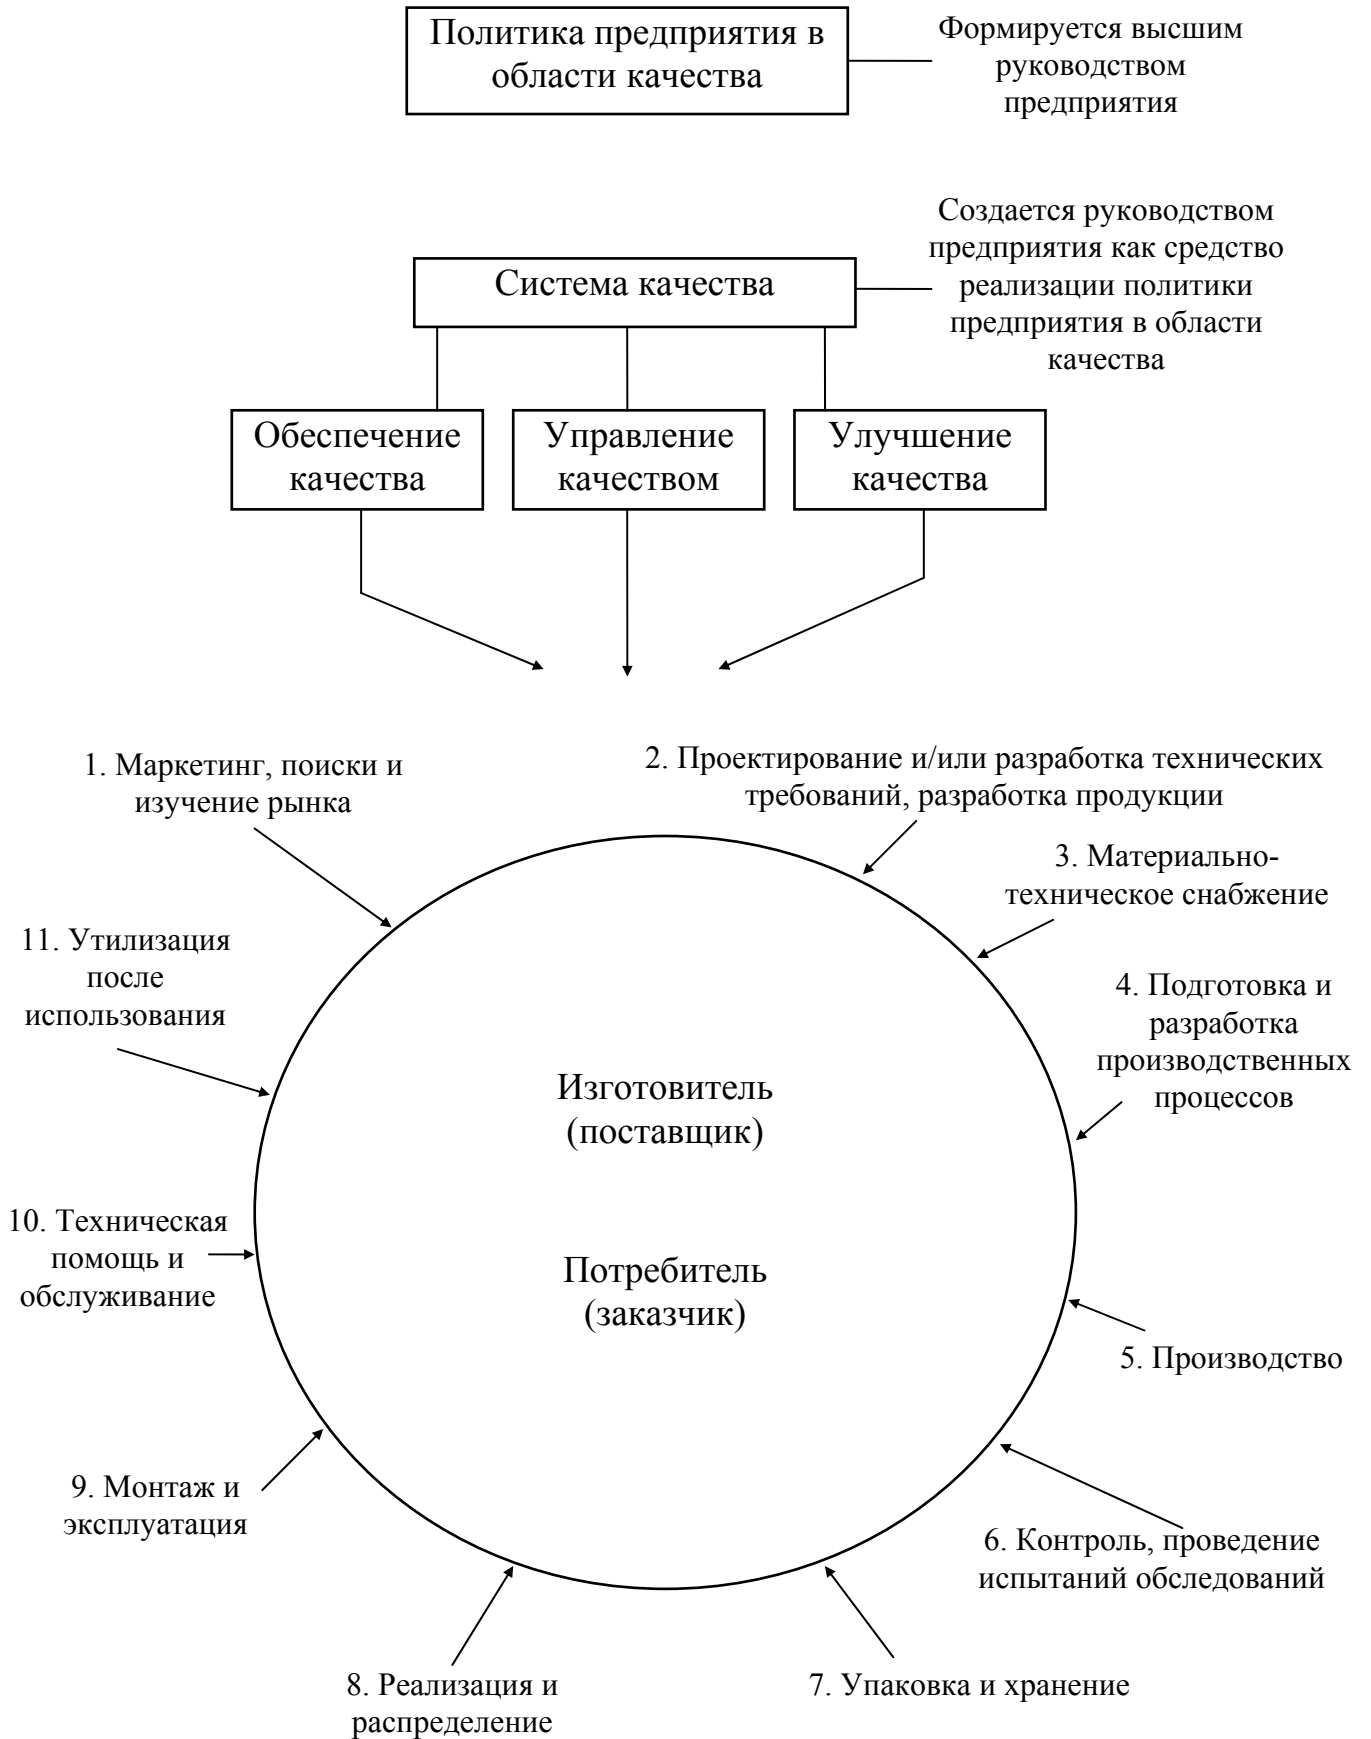 Политика предприятия в
области качества
Формируется высшим
руководством
предприятия
Создается руководством
предприятия как средство
реализации политики
предприятия в области
качества
Система качества
Обеспечение
качества
Управление
качеством
Улучшение
качества
1. Маркетинг, поиски и
изучение рынка
2. Проектирование и/или разработка технических
требований, разработка продукции
3. Материально-
техническое снабжение
4. Подготовка и
разработка
производственных
процессов
5. Производство
6. Контроль, проведение
испытаний обследований
7. Упаковка и хранение
8. Реализация и
распределение
9. Монтаж и
эксплуатация
10. Техническая
помощь и
обслуживание
11. Утилизация
после
использования
Изготовитель
(поставщик)
Потребитель
(заказчик)